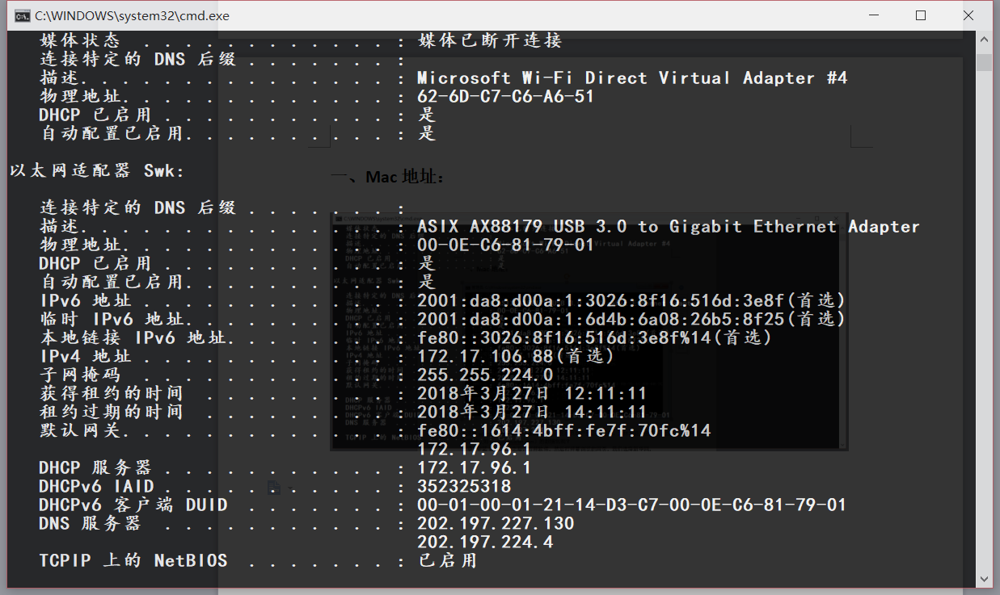 C:\WINDOWS\system32\cmd.exe
媒体状态 . . . . . . . . . . . . : 媒体已断开连接
连接特定的 DNS 后缀 . . . . . . . :
描述. . . . . . . . . . . . . . . : Microsoft Wi-Fi Direct Virtual Adapter #4
物理地址. . . . . . . . . . . . . : 62-6D-C7-C6-A6-51
DHCP 已启用 . . . . . . . . . . . : 是
自动配置已启用. . . . . . . . . . : 是
以太网适配器 Swk:
一、Mac 地址:
连接特定的 DNS 后缀 . . . . . . . :
描述. . . . . . . . . . . . . . . : ASIX AX88179 USB 3.0 to Gigabit Ethernet Adapter
物理地址. . . . . . . . . . . . . : 00-0E-C6-81-79-01
DHCP 已启用 . . . . . . . . . . . : 是
自动配置已启用. . . . . . . . . . : 是
IPv6 地址 . . . . . . . . . . . . : 2001:da8:d00a:1:3026:8f16:516d:3e8f(首选)
临时 IPv6 地址. . . . . . . . . . : 2001:da8:d00a:1:6d4b:6a08:26b5:8f25(首选)
本地链接 IPv6 地址. . . . . . . . : fe80::3026:8f16:516d:3e8f%14(首选)
IPv4 地址 . . . . . . . . . . . . : 172.17.106.88(首选)
子网掩码 . . . . . . . . . . . . : 255.255.224.0
获得租约的时间 . . . . . . . . . : 2018年3月27日 12:11:11
租约过期的时间 . . . . . . . . . : 2018年3月27日 14:11:11
默认网关. . . . . . . . . . . . . : fe80::1614:4bff:fe7f:70fc%14
172.17.96.1
DHCP 服务器 . . . . . . . . . . . : 172.17.96.1
DHCPv6 IAID . . . . . . . . . . . : 352325318
DHCPv6 客户端 DUID . . . . . . . : 00-01-00-01-21-14-D3-C7-00-0E-C6-81-79-01
DNS 服务器 . . . . . . . . . . . : 202.197.227.130
202.197.224.4
TCPIP 上的 NetBIOS . . . . . . . : 已启用